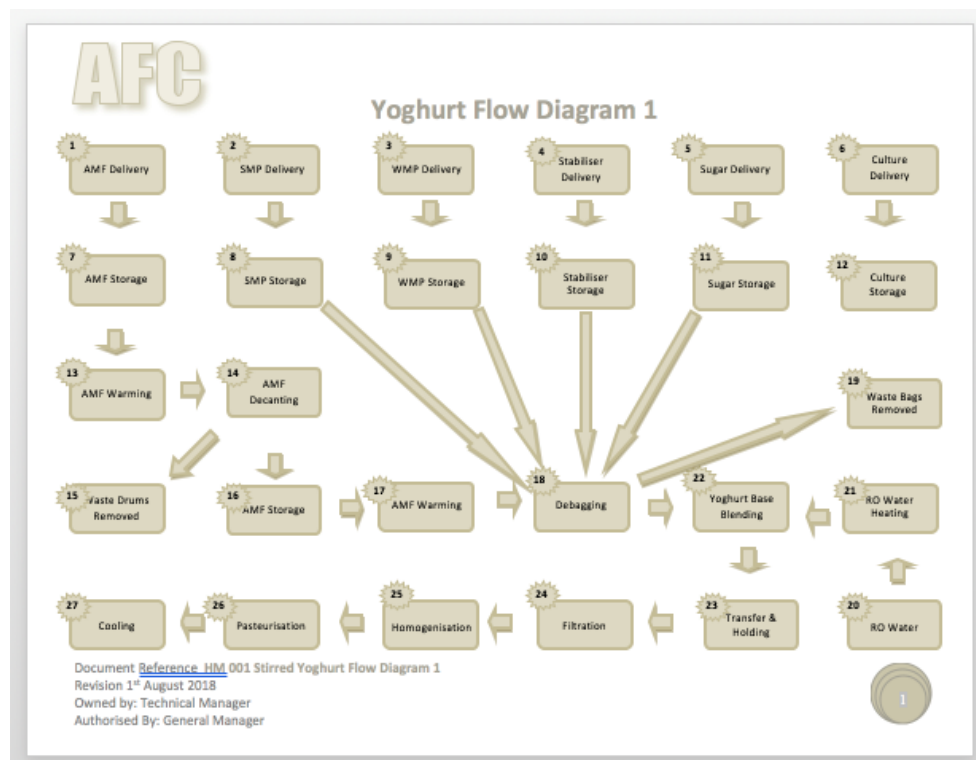 AFC
Yoghurt Flow Diagram 1
1
AMF Delivery
2
SMP Delivery
3
WMP Delivery
4
Stabiliser
Delivery
5
Sugar Delivery
6
Culture
Delivery
7
AMF Storage
8
SMP Storage
9
WMP Storage
10
Stabiliser
Storage
11
Sugar Storage
12
Culture
Storage
13
AMF Warming
14
AMF
Decanting
19
Waste Bags
Removed
15
Waste Drums
Removed
16
AMF Storage
17
AMF Warming
18
Debagging
22
Yoghurt Base
Blending
21
RO Water
Heating
27
Cooling
26
Pasteurisation
25
Homogenisation
24
Filtration
23
Transfer &
Holding
20
RO Water
Document Reference HM 001 Stirred Yoghurt Flow Diagram 1
Revision 1st August 2018
Owned by: Technical Manager
Authorised By: General Manager
1